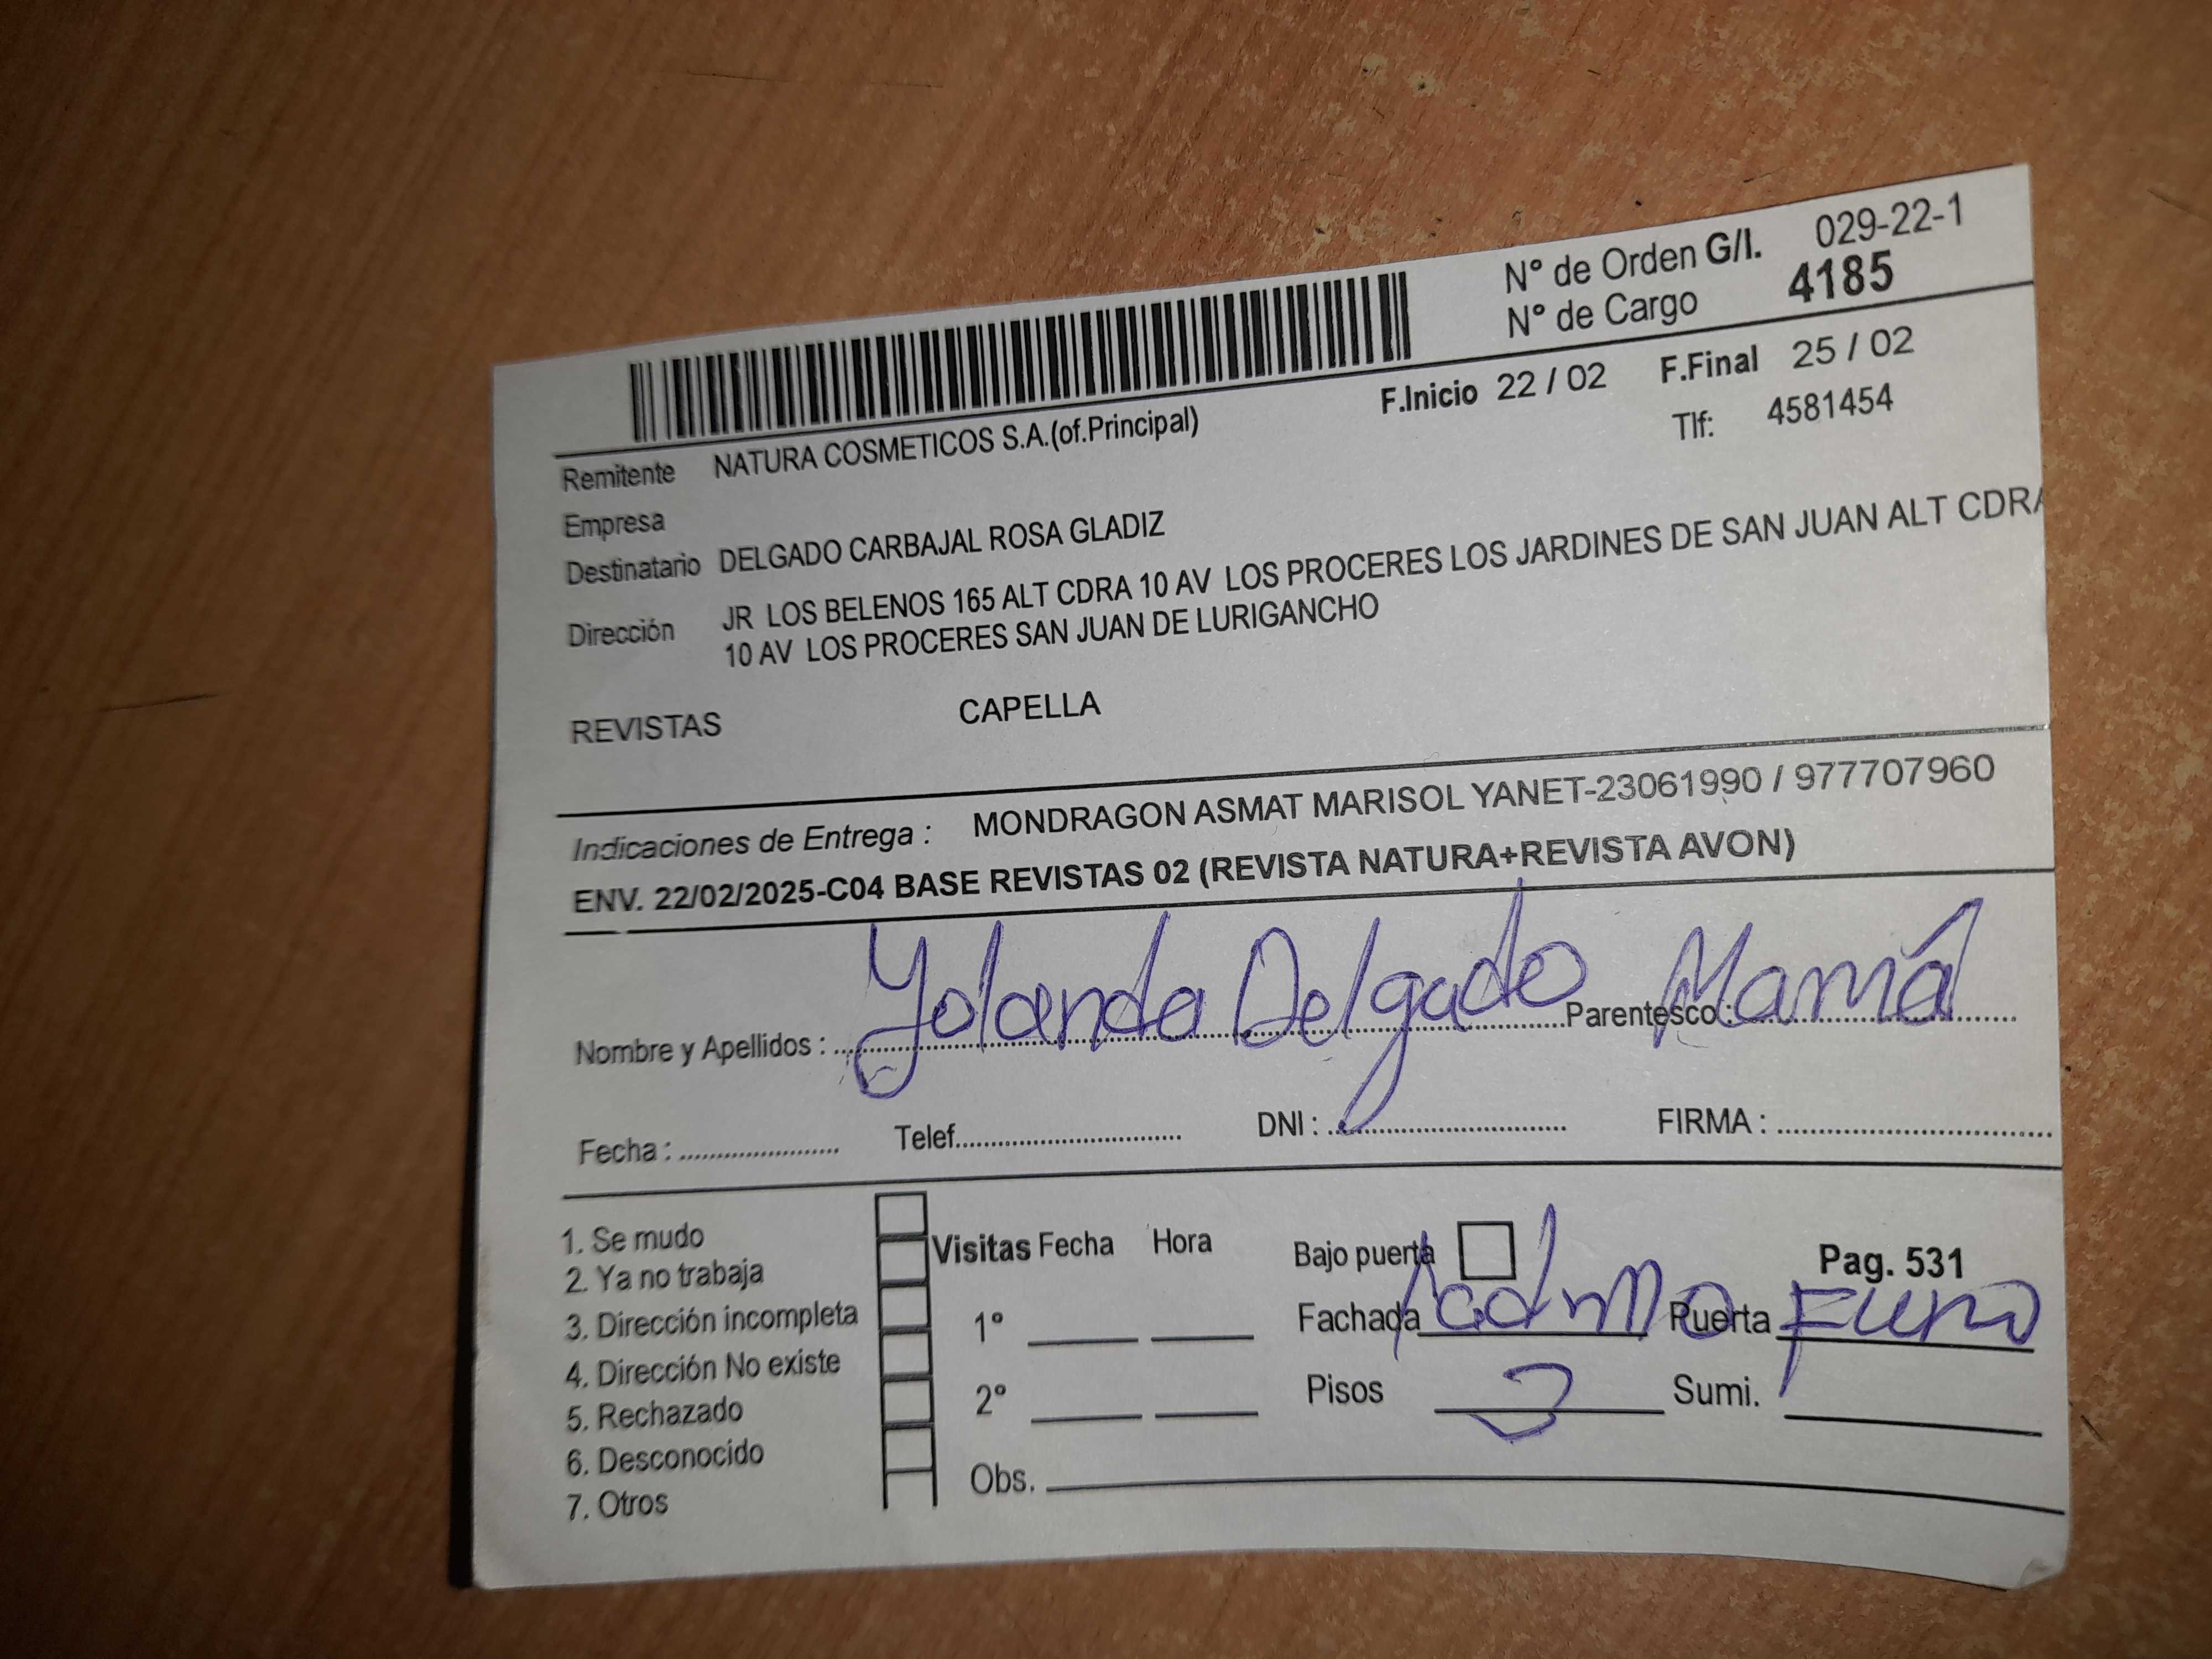 N° de Orden G/I. 029-22-1
N° de Cargo 4185
F.Inicio 22 / 02 F.Final 25 / 02
Remitente NATURA COSMETICOS S.A.(of.Principal) Tlf: 4581454
Empresa
Destinatario DELGADO CARBAJAL ROSA GLADIZ
Dirección JR LOS BELENOS 165 ALT CDRA 10 AV LOS PROCERES LOS JARDINES DE SAN JUAN ALT CDRA
10 AV LOS PROCERES SAN JUAN DE LURIGANCHO
REVISTAS CAPELLA
Indicaciones de Entrega : MONDRAGON ASMAT MARISOL YANET-23061990 / 977707960
ENV. 22/02/2025-C04 BASE REVISTAS 02 (REVISTA NATURA+REVISTA AVON)
Nombre y Apellidos : Yolanda Delgado Parentesco : Mamá
Fecha : Telef. DNI : FIRMA :
1. Se mudo
2. Ya no trabaja
3. Dirección incompleta
4. Dirección No existe
5. Rechazado
6. Desconocido
7. Otros
Visitas Fecha Hora
1°
2°
Obs.
Bajo puerta Pag. 531
Fachada Puerta
Pisos 3 Sumi.